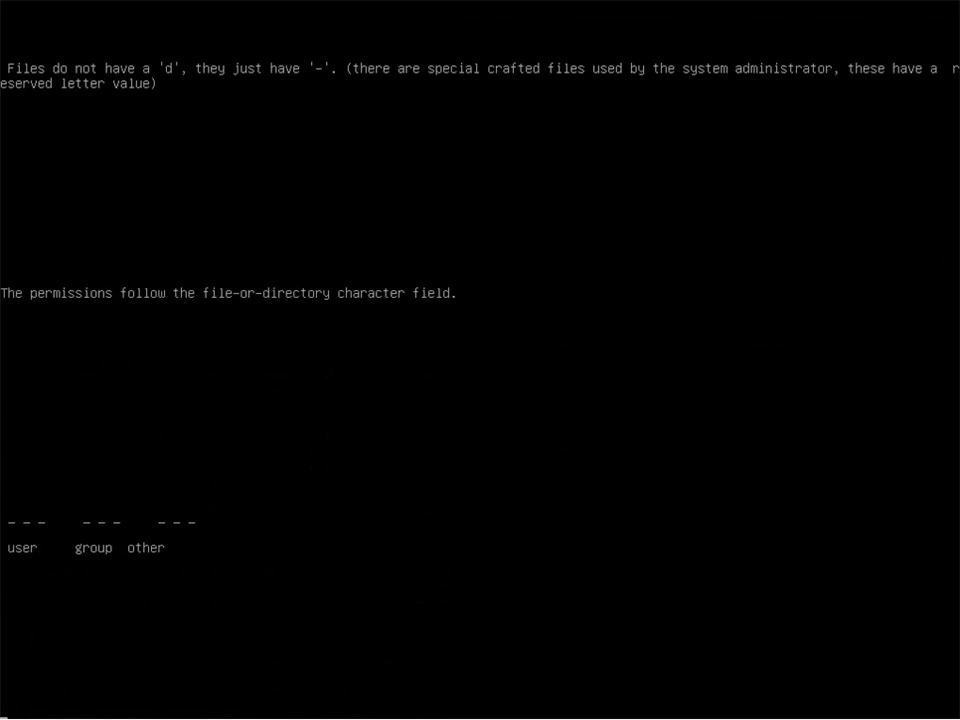 Files do not have a 'd', they just have '-'. (there are special crafted files used by the system administrator, these have a  r
eserved letter value)
The permissions follow the file-or-directory character field.
_ _ _     _ _ _     _ _ _
user     group  other